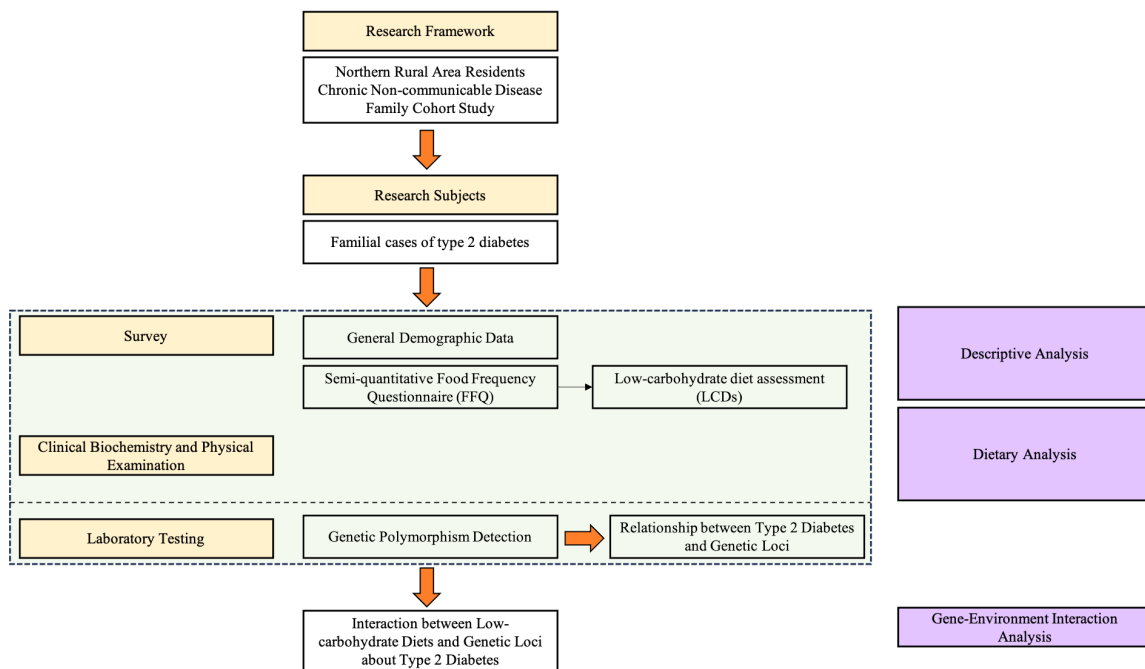 Research Framework
Northern Rural Area Residents
Chronic Non-communicable Disease
Family Cohort Study
Research Subjects
Familial cases of type 2 diabetes
Survey
General Demographic Data
Semi-quantitative Food Frequency
Questionnaire (FFQ)
Low-carbohydrate diet assessment
(LCDs)
Descriptive Analysis
Clinical Biochemistry and Physical
Examination
Dietary Analysis
Laboratory Testing
Genetic Polymorphism Detection
Relationship between Type 2 Diabetes
and Genetic Loci
Interaction between Low-
carbohydrate Diets and Genetic Loci
about Type 2 Diabetes
Gene-Environment Interaction
Analysis